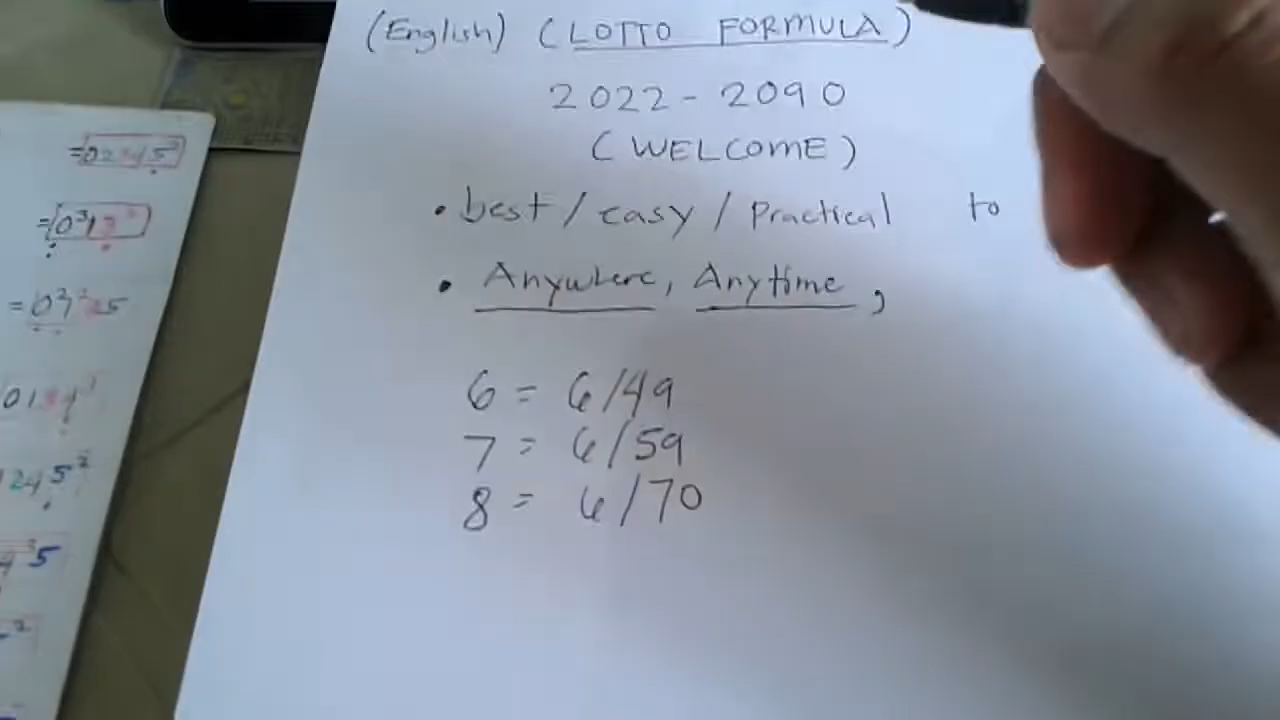 (English) (LOTTO FORMULA)
2022 - 2090
(WELCOME)
• best / easy / Practical to
• Anywhere, Anytime,
6 = 6/49
7 = 6/59
8 = 6/70